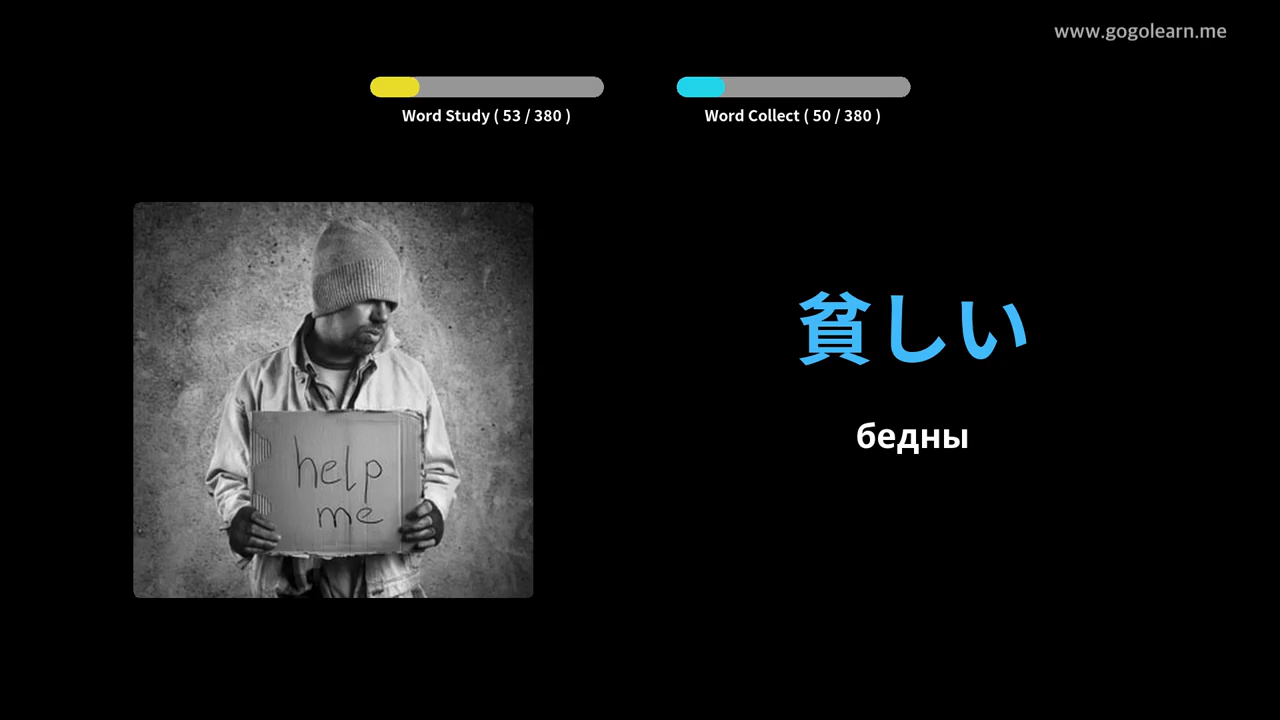 www.gogolearn.me
Word Study ( 53 / 380 )
Word Collect ( 50 / 380 )
help
me
貧しい
бедны